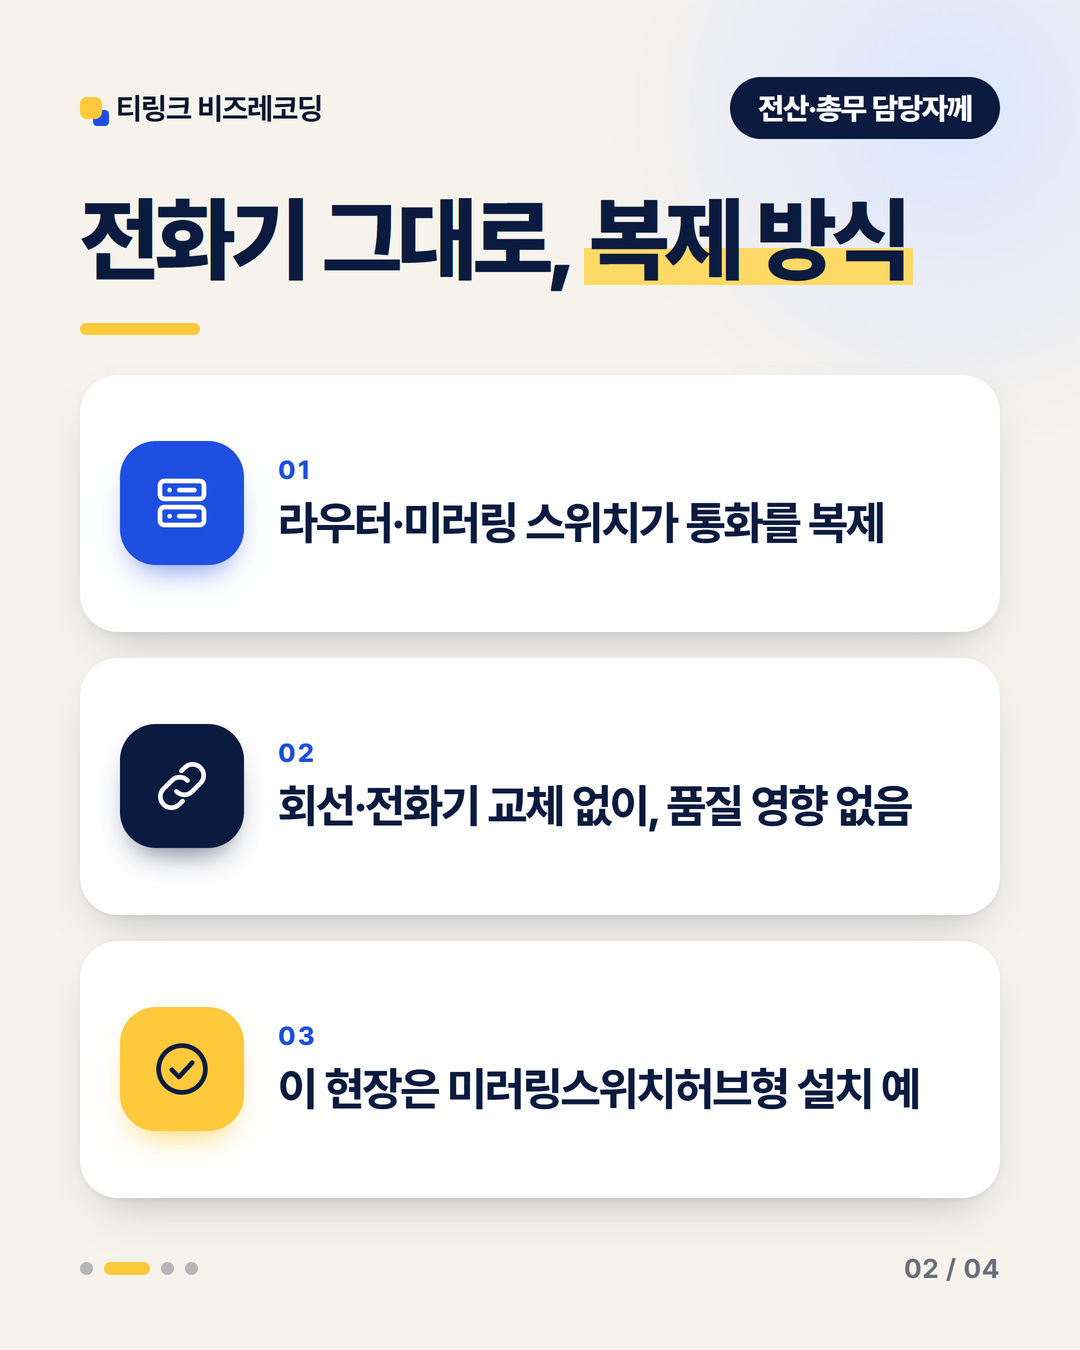 티링크 비즈레코딩
전산·총무 담당자께
전화기 그대로, 복제 방식
01
라우터·미러링 스위치가 통화를 복제
02
회선·전화기 교체 없이, 품질 영향 없음
03
이 현장은 미러링스위치허브형 설치 예
02 / 04